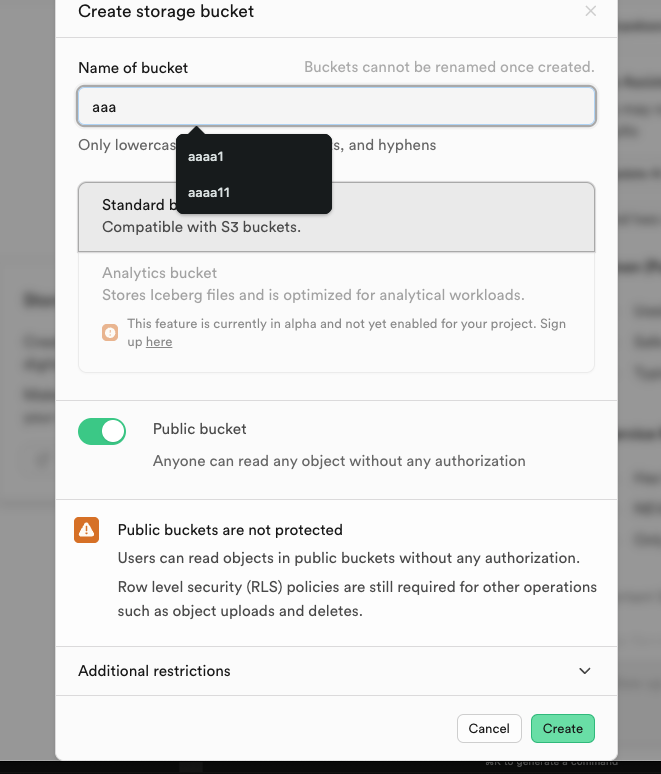 Create storage bucket
Name of bucket
Buckets cannot be renamed once created.
aaa
Only lowercas
s, and hyphens
aaaa1
aaaa11
Standard b
Compatible with S3 buckets.
Analytics bucket
Stores Iceberg files and is optimized for analytical workloads.
This feature is currently in alpha and not yet enabled for your project. Sign
up here
Public bucket
Anyone can read any object without any authorization
Public buckets are not protected
Users can read objects in public buckets without any authorization.
Row level security (RLS) policies are still required for other operations
such as object uploads and deletes.
Additional restrictions
Cancel
Create
to generate a command